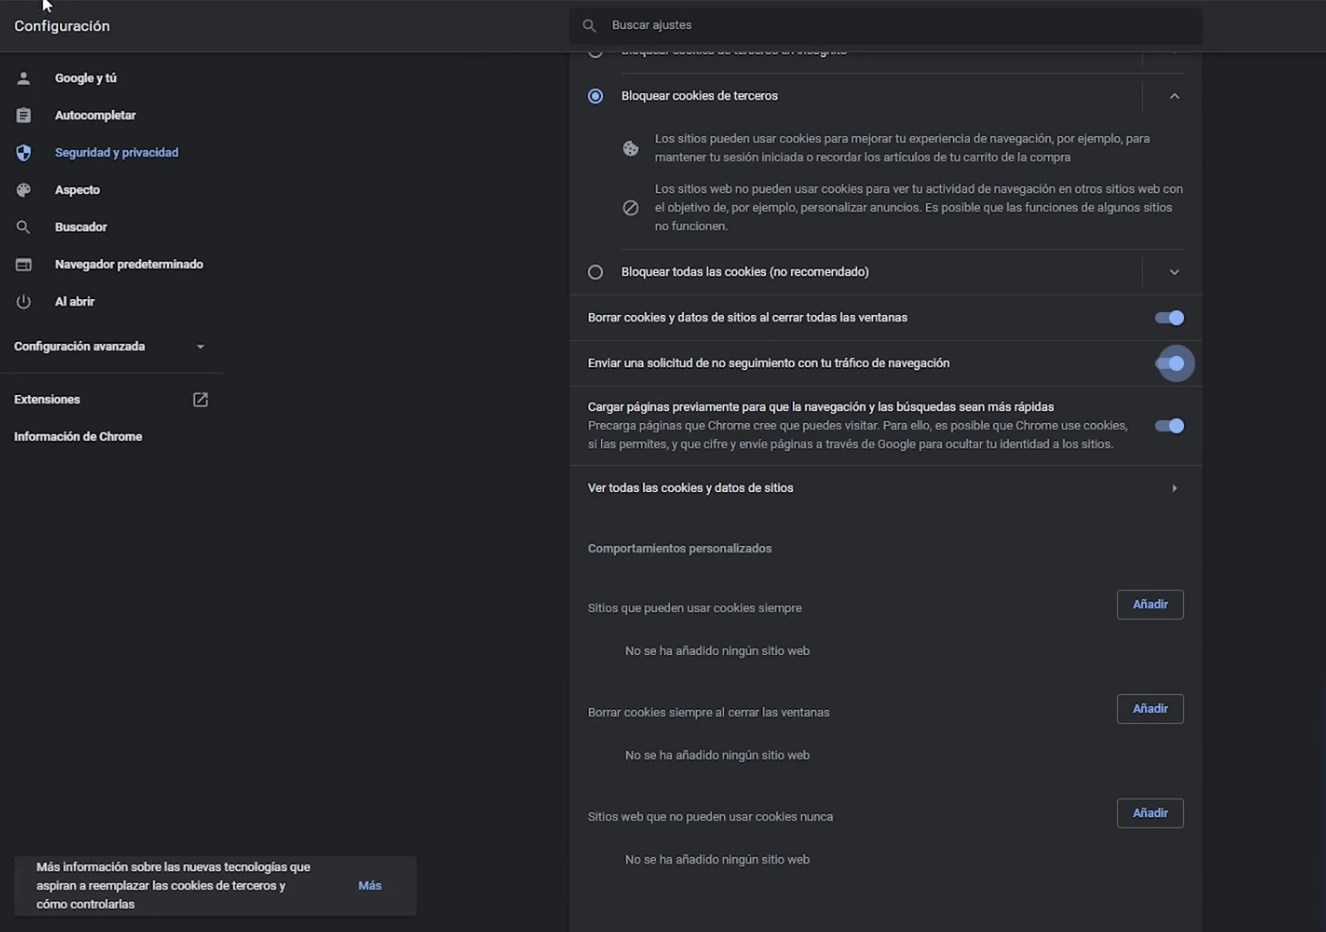 Configuración
Buscar ajustes
Google y tú
Autocompletar
Seguridad y privacidad
Aspecto
Buscador
Navegador predeterminado
Al abrir
Configuración avanzada
Extensiones
Información de Chrome
Bloquear cookies de terceros en Incógnito
Bloquear cookies de terceros
Los sitios pueden usar cookies para mejorar tu experiencia de navegación, por ejemplo, para
mantener tu sesión iniciada o recordar los artículos de tu carrito de la compra
Los sitios web no pueden usar cookies para ver tu actividad de navegación en otros sitios web con
el objetivo de, por ejemplo, personalizar anuncios. Es posible que las funciones de algunos sitios
no funcionen.
Bloquear todas las cookies (no recomendado)
Borrar cookies y datos de sitios al cerrar todas las ventanas
Enviar una solicitud de no seguimiento con tu tráfico de navegación
Cargar páginas previamente para que la navegación y las búsquedas sean más rápidas
Precarga páginas que Chrome cree que puedes visitar. Para ello, es posible que Chrome use cookies,
si las permites, y que cifre y envíe páginas a través de Google para ocultar tu identidad a los sitios.
Ver todas las cookies y datos de sitios
Comportamientos personalizados
Sitios que pueden usar cookies siempre
Añadir
No se ha añadido ningún sitio web
Borrar cookies siempre al cerrar las ventanas
Añadir
No se ha añadido ningún sitio web
Sitios web que no pueden usar cookies nunca
Añadir
No se ha añadido ningún sitio web
Más información sobre las nuevas tecnologías que
aspiran a reemplazar las cookies de terceros y
cómo controlarlas
Más